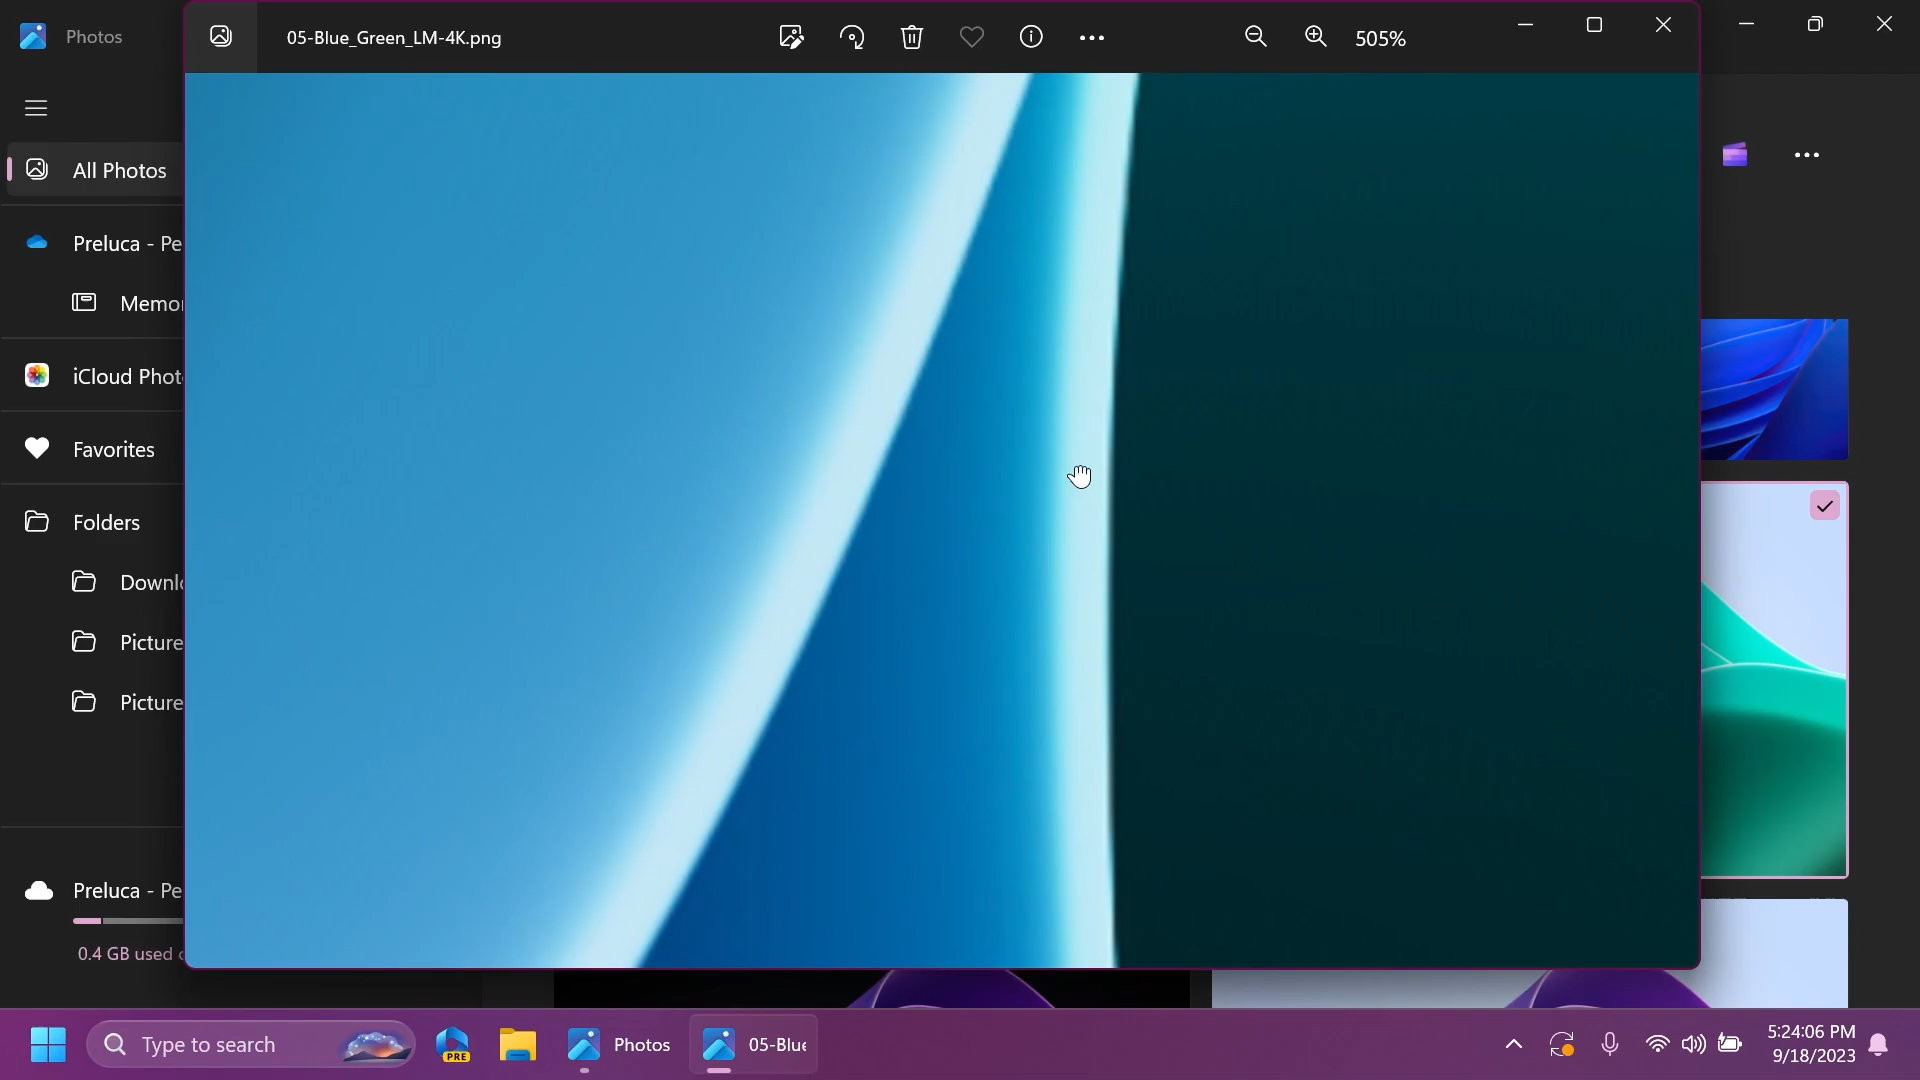 Photos
05-Blue_Green_LM-4K.png
505%
All Photos
Preluca - Pe
Memo
iCloud Phot
Favorites
Folders
Downl
Picture
Picture
Preluca - Pe
0.4 GB used
Type to search
PRE
Photos
05-Blue
5:24:06 PM
9/18/2023